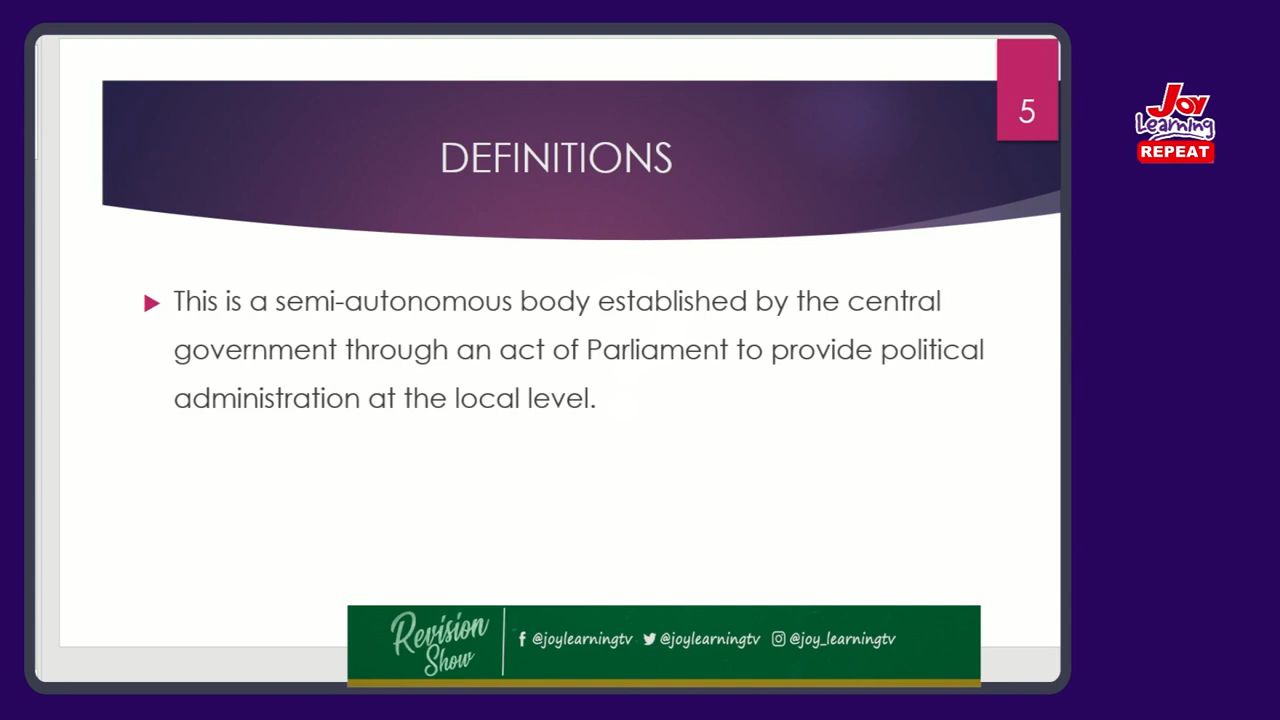 5
Joy
Learning
REPEAT
DEFINITIONS
This is a semi-autonomous body established by the central
government through an act of Parliament to provide political
administration at the local level.
Revision
Show
@joylearningtv @joylearningtv @joy_learningtv